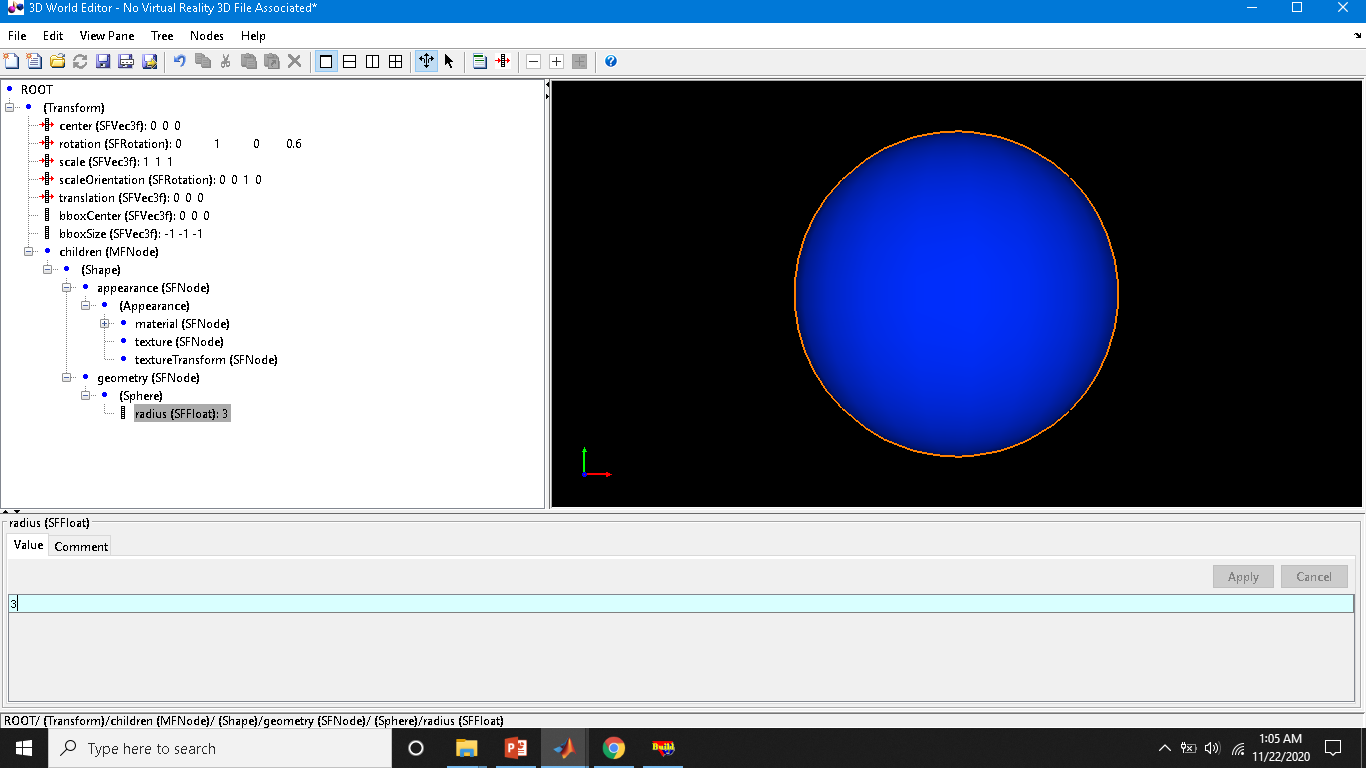 3D World Editor - No Virtual Reality 3D File Associated*
File Edit View Pane Tree Nodes Help
ROOT
(Transform)
center (SFVec3f): 0 0 0
rotation (SFRotation): 0 1 0 0.6
scale (SFVec3f): 1 1 1
scaleOrientation (SFRotation): 0 0 1 0
translation (SFVec3f): 0 0 0
bboxCenter (SFVec3f): 0 0 0
bboxSize (SFVec3f): -1 -1 -1
children (MFNode)
(Shape)
appearance (SFNode)
(Appearance)
material (SFNode)
texture (SFNode)
textureTransform (SFNode)
geometry (SFNode)
(Sphere)
radius (SFFloat): 3
radius (SFFloat)
Value Comment
Apply Cancel
3
ROOT/ (Transform)/children (MFNode)/ (Shape)/geometry (SFNode)/ (Sphere)/radius (SFFloat)
Type here to search
Build
1:05 AM
11/22/2020